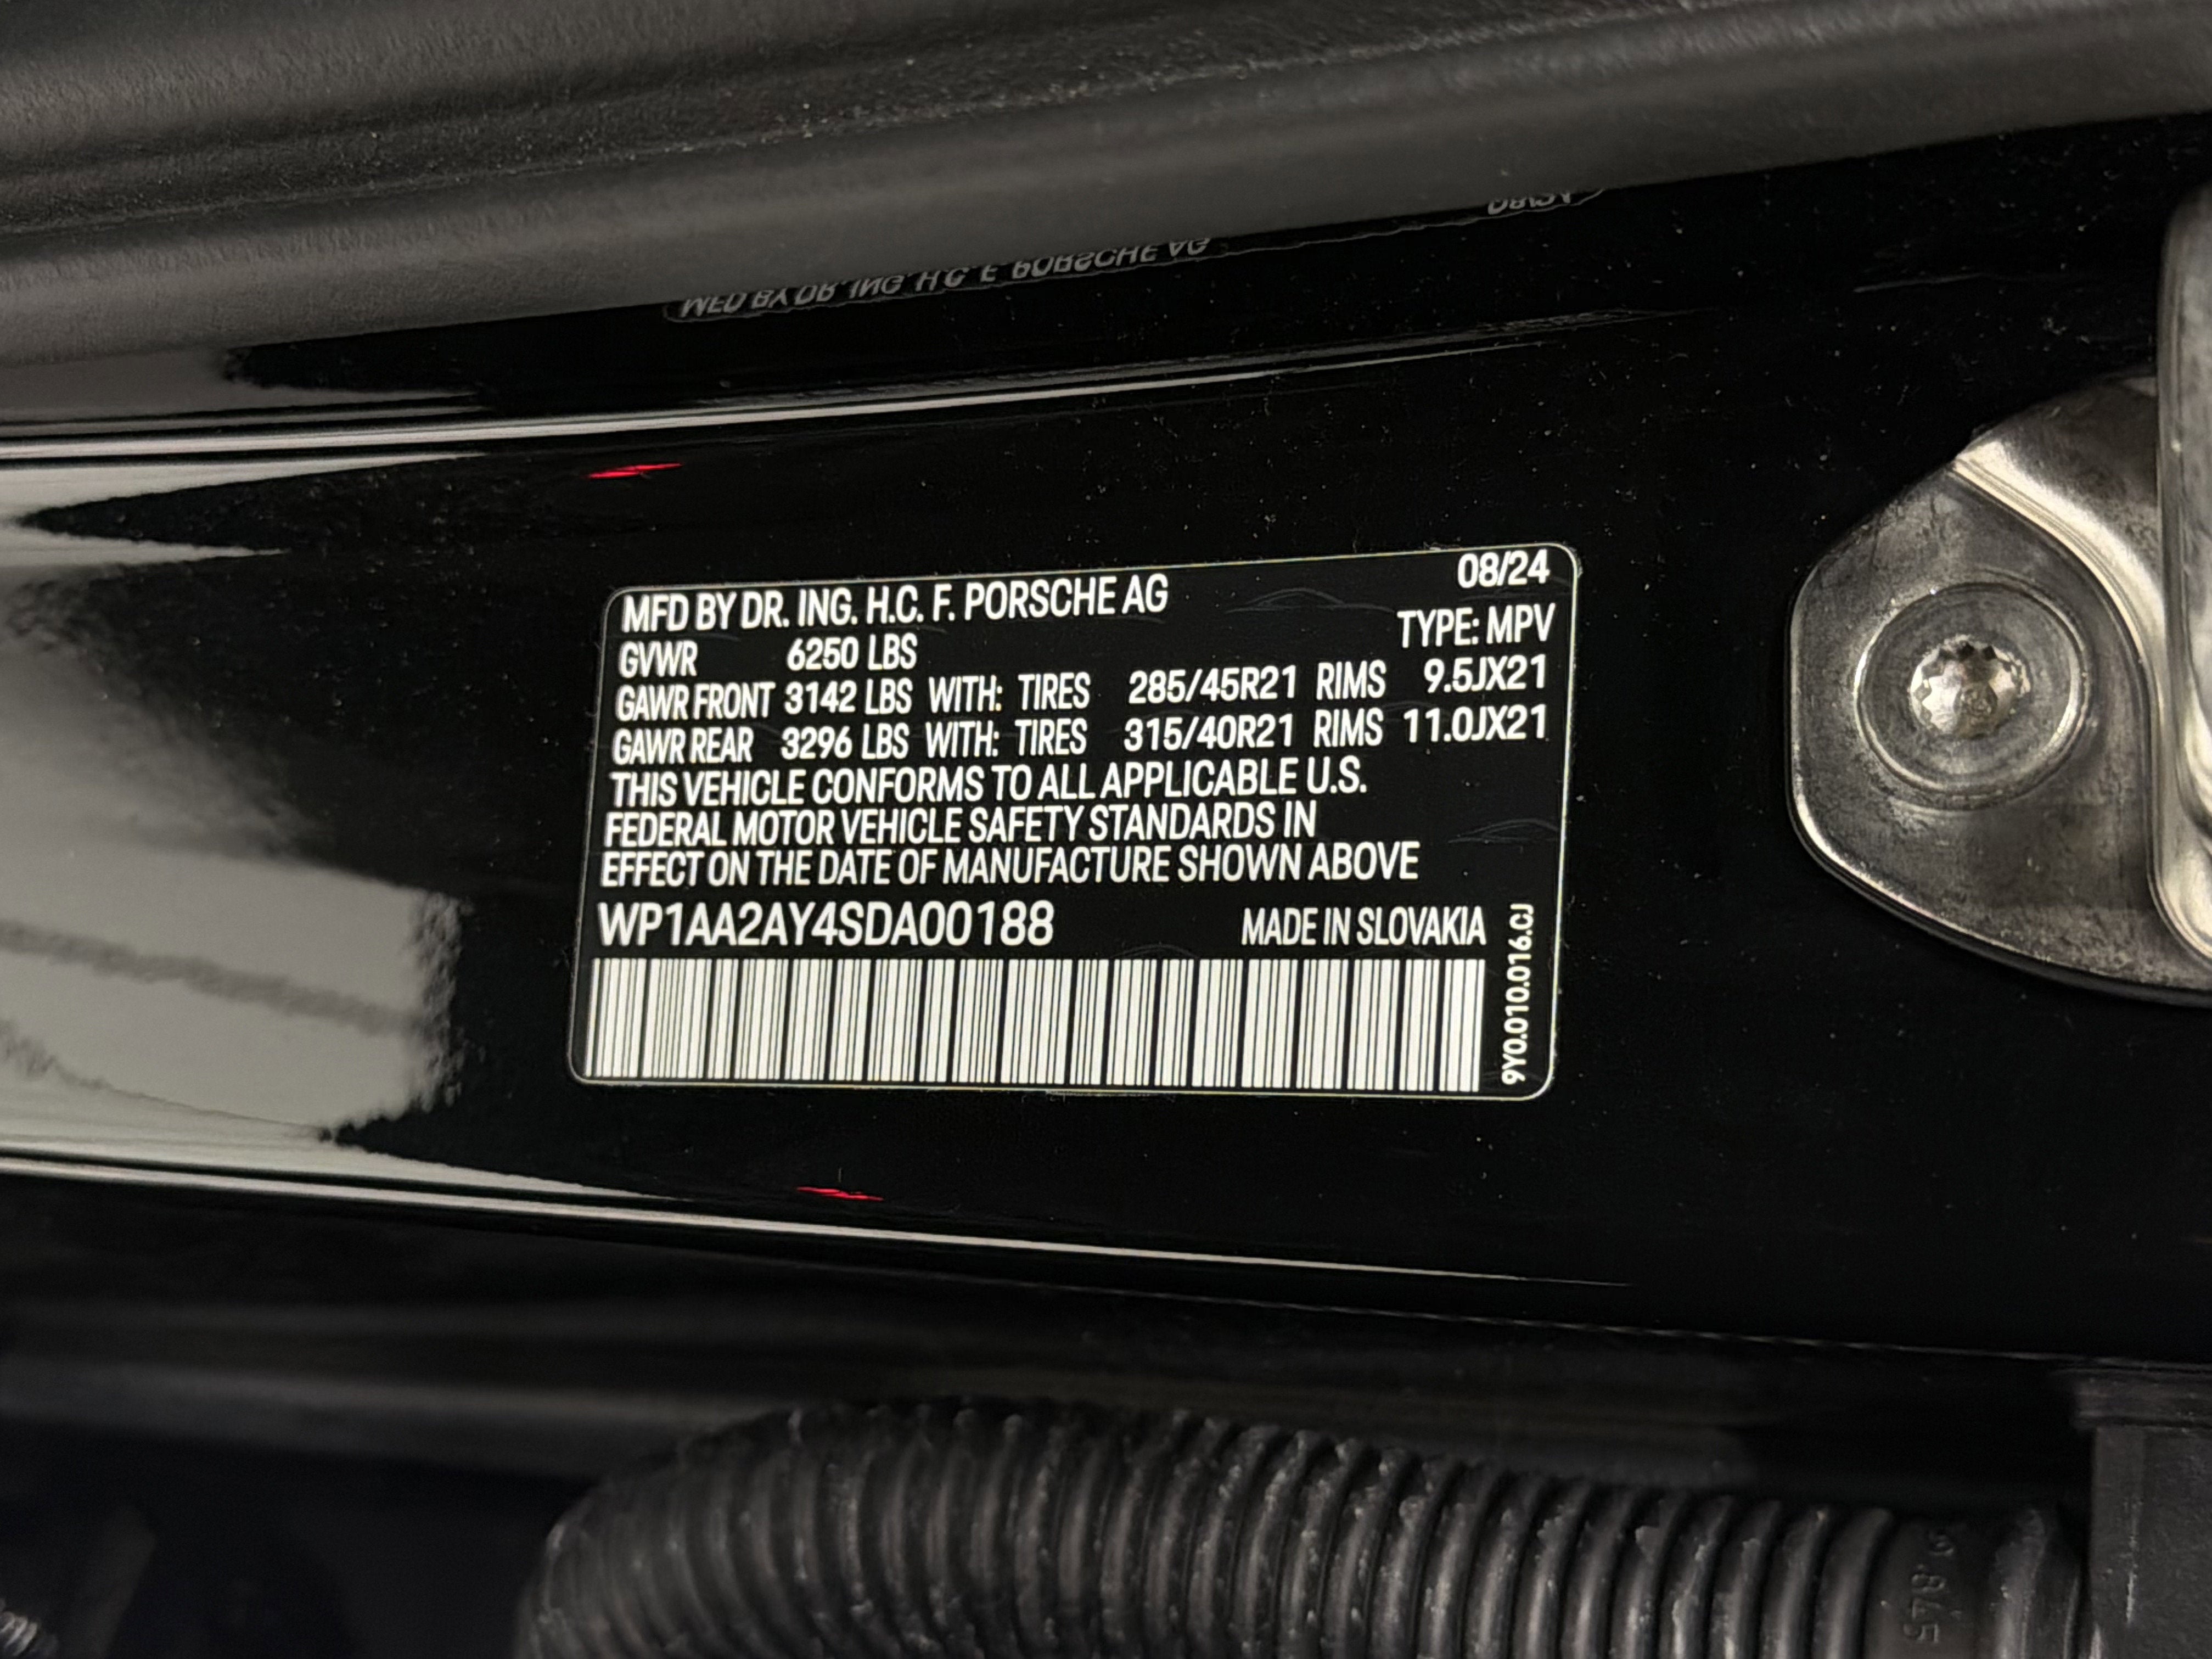 MFD BY DR. ING. H.C. F. PORSCHE AG 08/24
TYPE: MPV
GVWR 6250 LBS
GAWR FRONT 3142 LBS WITH: TIRES 285/45R21 RIMS 9.5JX21
GAWR REAR 3296 LBS WITH: TIRES 315/40R21 RIMS 11.0JX21
THIS VEHICLE CONFORMS TO ALL APPLICABLE U.S.
FEDERAL MOTOR VEHICLE SAFETY STANDARDS IN
EFFECT ON THE DATE OF MANUFACTURE SHOWN ABOVE
WP1AA2AY4SDA00188 MADE IN SLOVAKIA
9Y0.010.016.CJ